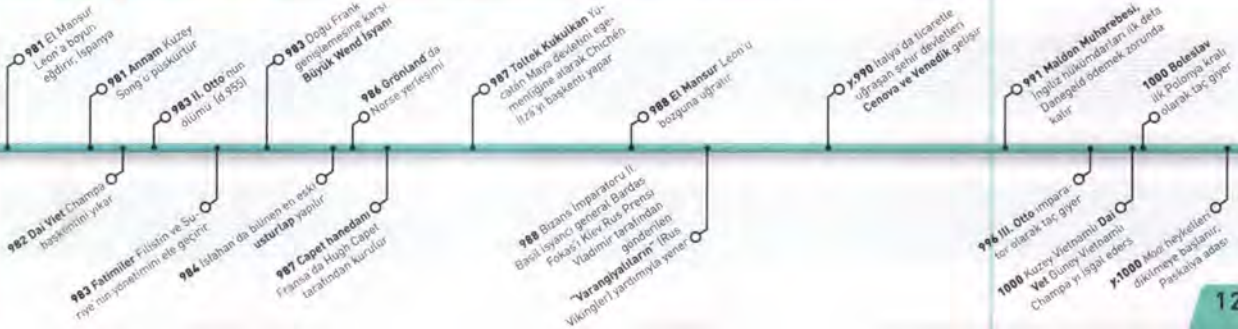 981 El Mansur
León'a boyun
eğdirir, İspanya
981 Annam Kuzey
Song'u püskürtür
983 II. Otto'nun
ölümü (d.955)
983 Doğu Frank
genişlemesine karşı
Büyük Wend İsyanı
986 Grönland'da
Norse yerleşimi
987 Toltek Kukulkan Yu-
catán Maya devletini ege-
menliğine alarak Chichén
Itzá'yı başkenti yapar
988 El Mansur Leon'u
bozguna uğratır
y.990 İtalya'da ticaretle
uğraşan şehir devletleri
Cenova ve Venedik gelişir
991 Maldon Muharebesi,
İngiliz hükümdarları ilk defa
Danegeld ödemek zorunda
kalır
1000 Boleslav
ilk Polonya kralı
olarak taç giyer
982 Dai Viet Champa
başkentini yıkar
983 Fatimiler Filistin ve Su-
riye'nin yönetimini ele geçirir
984 İsfahan'da bilinen en eski
usturlap yapılır
987 Capet hanedanı
Fransa'da Hugh Capet
tarafından kurulur
988 Bizans İmparatoru II.
Basil isyancı general Bardas
Fokas'ı Kiev Rus Prensi
Vladimir tarafından
gönderilen
"Varangiyalıların" (Rus
Vikingleri) yardımıyla yener
996 III. Otto impara-
tor olarak taç giyer
1000 Kuzey Vietnamlı Dai
Viet Güney Vietnamlı
Champa'yı işgal eders
y.1000 Moai heykelleri
dikilmeye başlanır;
Paskalya adası
12